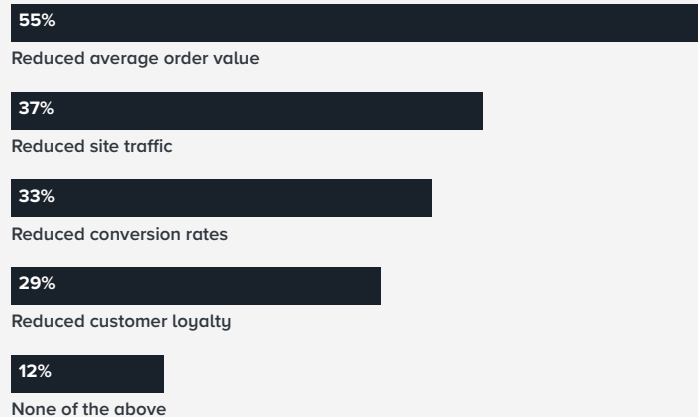 55%
Reduced average order value
37%
Reduced site traffic
33%
Reduced conversion rates
29%
Reduced customer loyalty
12%
None of the above